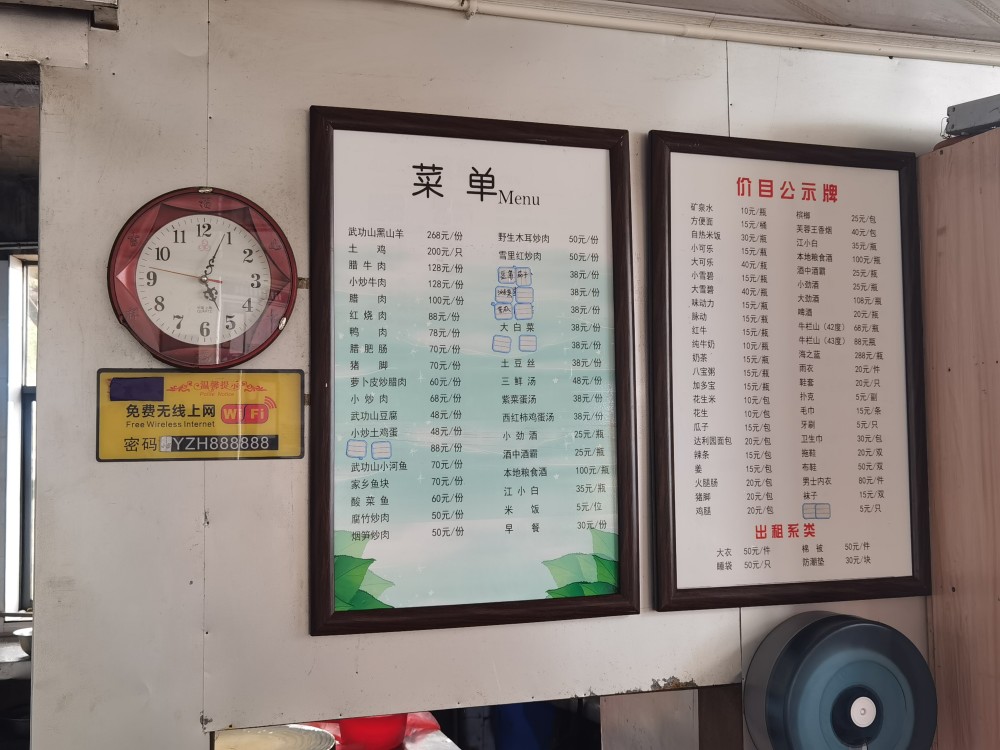 12
1
2
3
4
5
6
7
8
9
10
11
温馨提示
免费无线上网 Wi Fi
Free Wireless Internet
密码 YZH888888
菜单 Menu
武功山黑山羊 268元/份
土鸡 200元/只
腊牛肉 128元/份
小炒牛肉 128元/份
腊肉 100元/份
红烧肉 88元/份
鸭肉 78元/份
腊肥肠 70元/份
猪脚 70元/份
萝卜皮炒腊肉 60元/份
小炒肉 68元/份
武功山豆腐 48元/份
小炒土鸡蛋 48元/份
88元/份
武功山小河鱼 70元/份
家乡鱼块 70元/份
酸菜鱼 60元/份
腐竹炒肉 50元/份
烟笋炒肉 50元/份
野生木耳炒肉 50元/份
雪里红炒肉 50元/份
38元/份
38元/份
38元/份
大白菜 38元/份
38元/份
土豆丝 38元/份
三鲜汤 48元/份
紫菜蛋汤 38元/份
西红柿鸡蛋汤 38元/份
小劲酒 25元/瓶
酒中酒霸 25元/瓶
本地粮食酒 100元/瓶
江小白 35元/瓶
米饭 5元/位
早餐 30元/份
价目公示牌
矿泉水 10元/瓶
方便面 15元/桶
自热米饭 30元/瓶
小可乐 15元/瓶
大可乐 40元/瓶
小雪碧 15元/瓶
大雪碧 40元/瓶
味动力 15元/瓶
脉动 15元/瓶
红牛 15元/瓶
纯牛奶 10元/瓶
奶茶 15元/瓶
八宝粥 15元/瓶
加多宝 15元/瓶
花生米 10元/包
花生 10元/包
瓜子 15元/包
达利园面包 20元/包
辣条 15元/包
姜 15元/包
火腿肠 20元/包
猪脚 20元/包
鸡腿 20元/包
槟榔 25元/包
芙蓉王香烟 40元/包
江小白 35元/瓶
本地粮食酒 100元/瓶
酒中酒霸 25元/瓶
小劲酒 25元/瓶
大劲酒 108元/瓶
啤酒 20元/瓶
牛栏山（42度） 68元/瓶
牛栏山（43度） 88元/瓶
海之蓝 288元/瓶
雨衣 20元/件
鞋套 20元/只
扑克 5元/副
毛巾 15元/条
牙刷 5元/只
卫生巾 30元/包
拖鞋 20元/双
布鞋 50元/双
男士内衣 80元/件
袜子 15元/双
5元/只
出租系类
大衣 50元/件 棉被 50元/件
睡袋 50元/只 防潮垫 30元/块